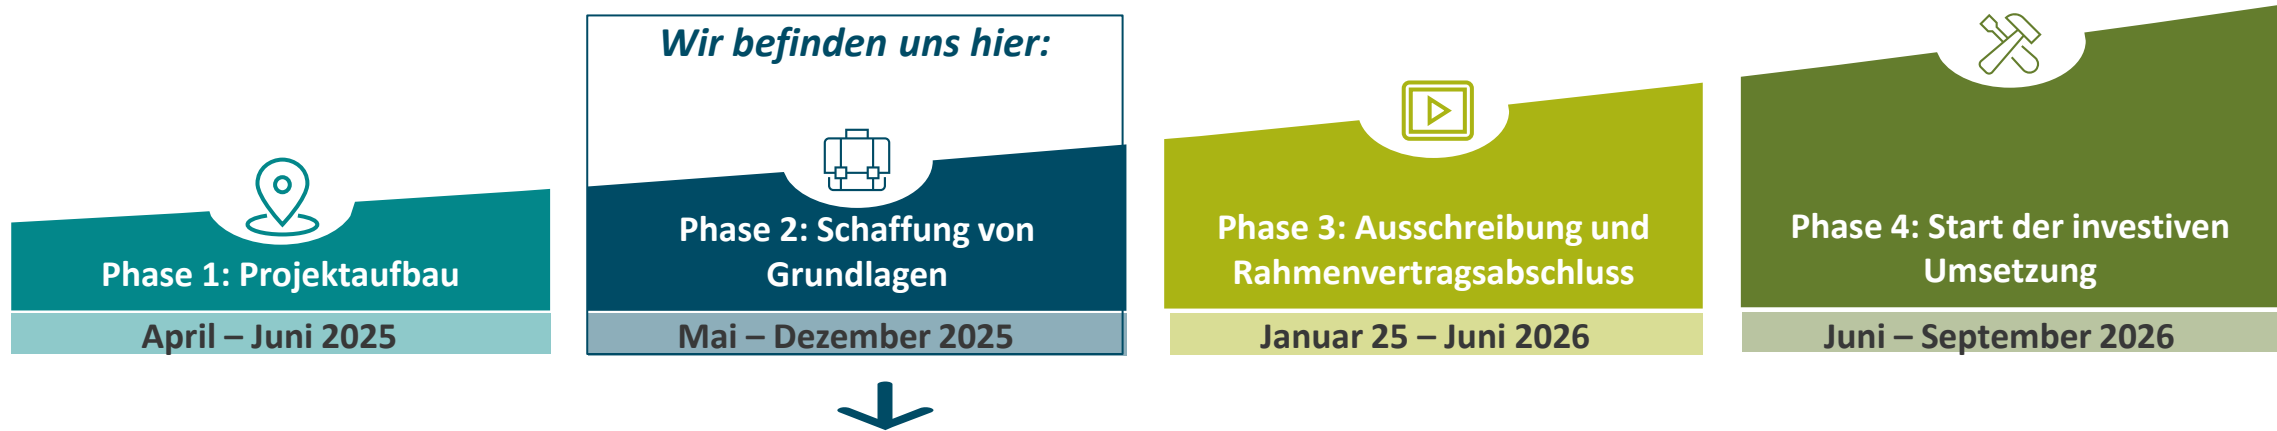 Wir befinden uns hier:
Phase 1: Projektaufbau
April – Juni 2025
Phase 2: Schaffung von
Grundlagen
Mai – Dezember 2025
Phase 3: Ausschreibung und
Rahmenvertragsabschluss
Januar 25 – Juni 2026
Phase 4: Start der investiven
Umsetzung
Juni – September 2026